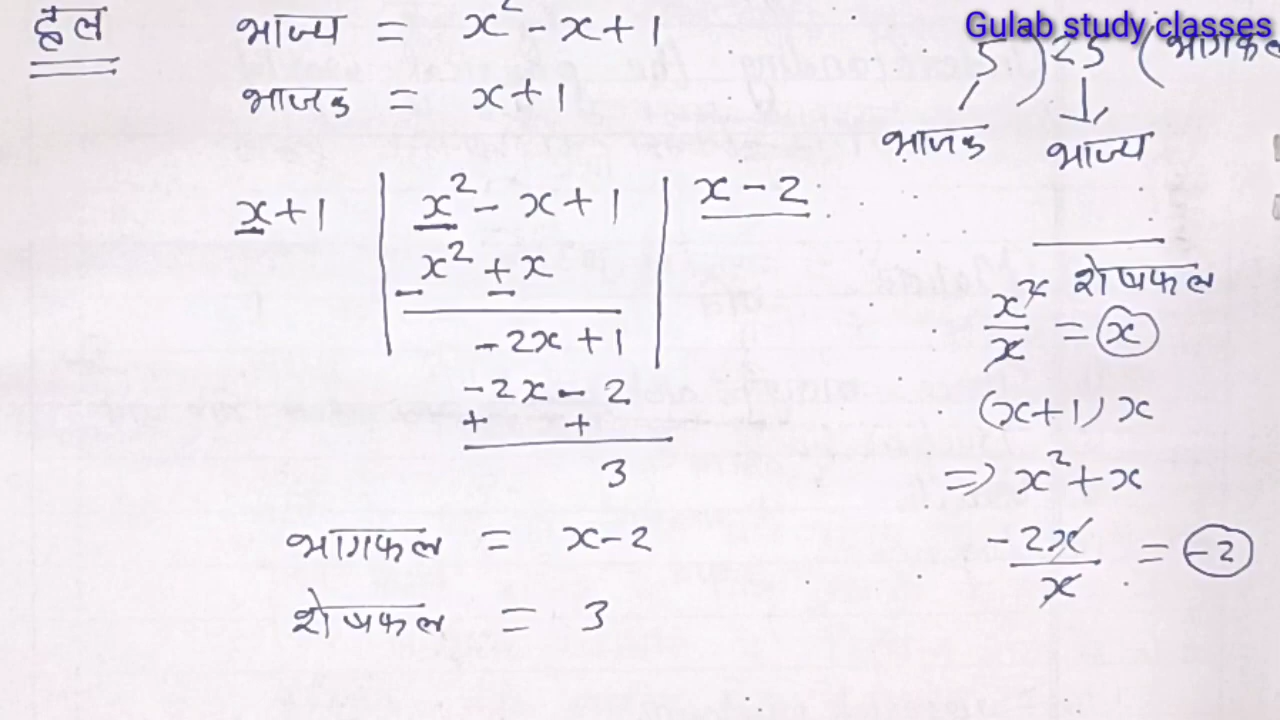 हल
भाज्य = x² - x + 1
भाजक = x + 1
Gulab study classes
5 ) 25 ( भागफल
भाजक भाज्य
शेषफल
x + 1 | x² - x + 1 | x - 2
x² + x
- -
- 2x + 1
- 2x - 2
+ +
3
भागफल = x - 2
शेषफल = 3
x²/x = x
(x + 1) x
⇒ x² + x
- 2x/x = - 2